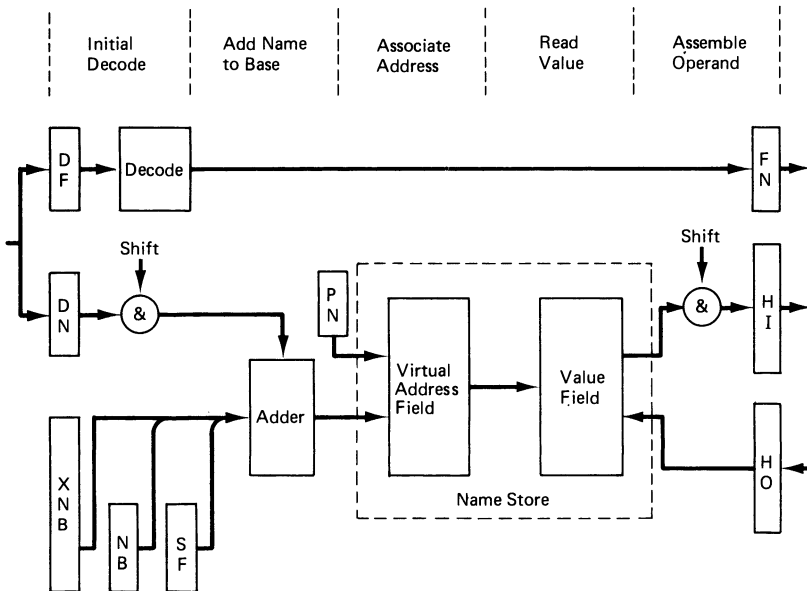 Initial
Decode
Add Name
to Base
Associate
Address
Read
Value
Assemble
Operand
D
F
Decode
F
N
Shift
Shift
D
N
&
P
N
&
H
I
Virtual
Address
Field
Value
Field
Adder
X
N
B
N
B
S
F
Name Store
H
O